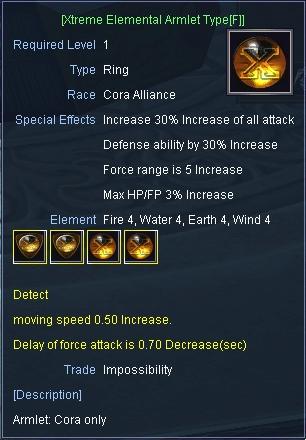 [Xtreme Elemental Armlet Type[F]]
Required Level 1
Type Ring
Race Cora Alliance
Special Effects Increase 30% Increase of all attack
Defense ability by 30% Increase
Force range is 5 Increase
Max HP/FP 3% Increase
Element Fire 4, Water 4, Earth 4, Wind 4
Detect
moving speed 0.50 Increase.
Delay of force attack is 0.70 Decrease(sec)
Trade Impossibility
[Description]
Armlet: Cora only